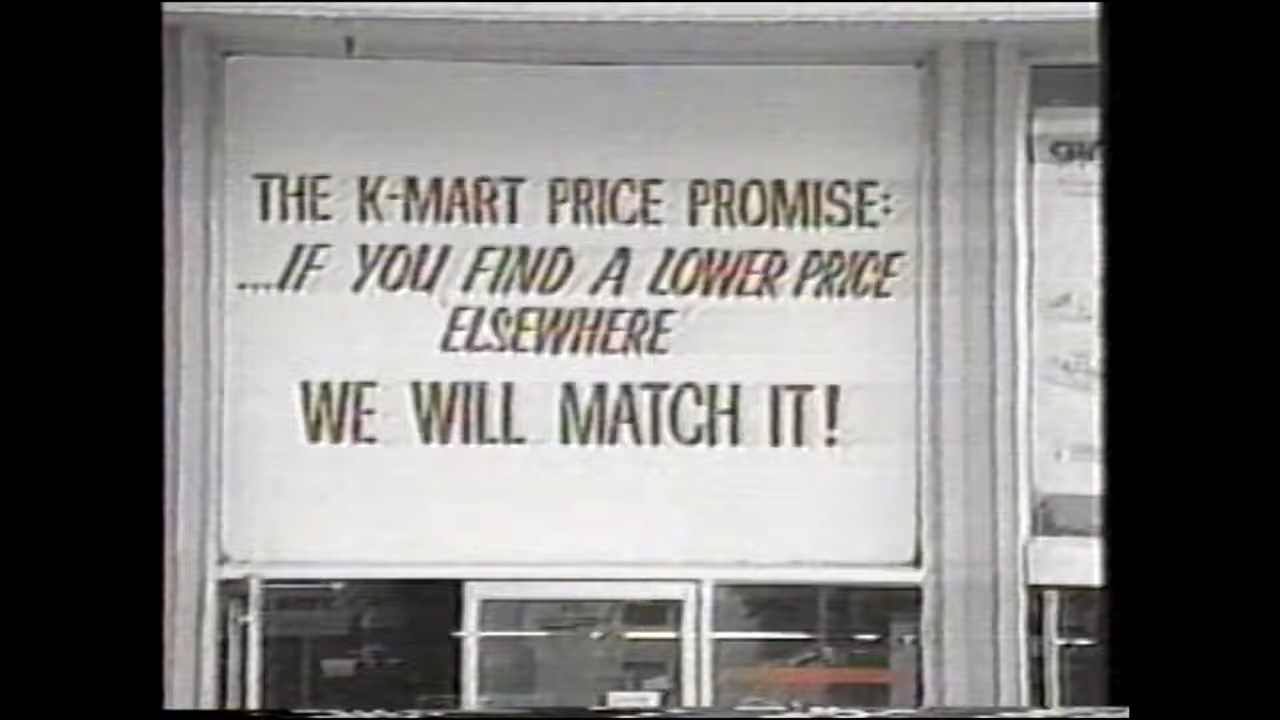 THE K-MART PRICE PROMISE:
...IF YOU FIND A LOWER PRICE
ELSEWHERE
WE WILL MATCH IT!